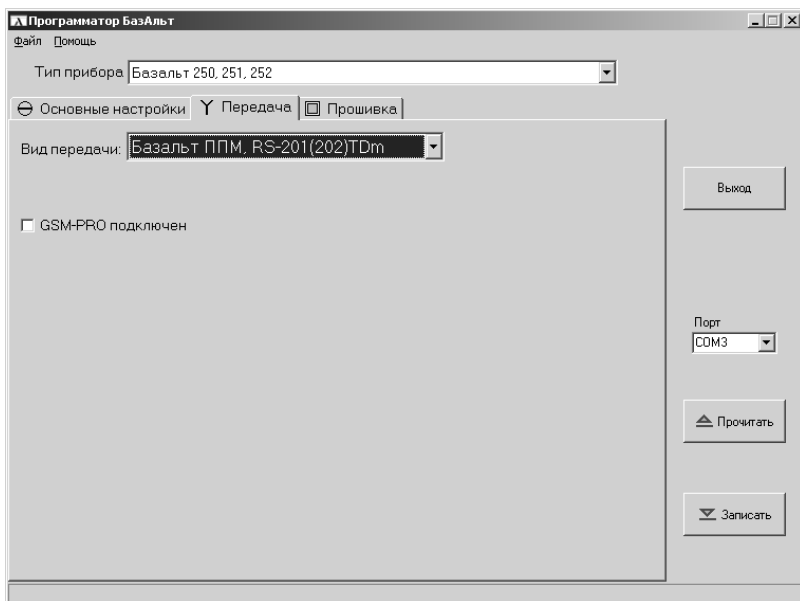 Программатор БазАльт
Файл Помощь
Тип прибора Базальт 250, 251, 252
Основные настройки Передача Прошивка
Вид передачи: Базальт ППМ, RS-201(202)TDm
Выход
GSM-PRO подключен
Порт
COM3
Прочитать
Записать